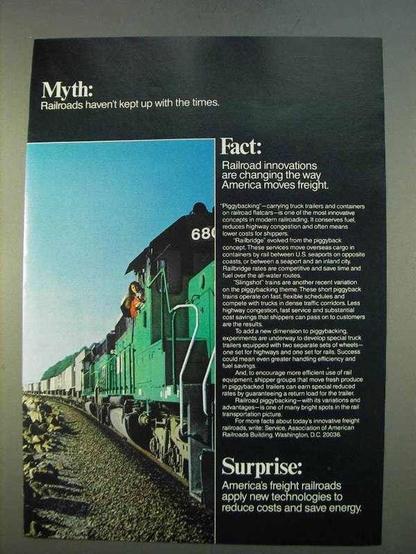 Myth:
Railroads haven't kept up with the times.
Fact:
Railroad innovations
are changing the way
America moves freight.
"Piggybacking"—carrying truck trailers and containers
on railroad flatcars—is one of the most innovative
concepts in modern railroading. It conserves fuel,
reduces highway congestion and often means
lower costs for shippers.
"Railbridge" evolved from the piggyback
concept. These services move overseas cargo in
containers by rail between U.S. seaports on opposite
coasts, or between a seaport and an inland city.
Railbridge rates are competitive and save time and
fuel over the all-water routes.
"Slingshot" trains are another recent variation
on the piggybacking theme. These short piggyback
trains operate on fast, flexible schedules and
compete with trucks in dense traffic corridors. Less
highway congestion, fast service and substantial
cost savings that shippers can pass on to customers
are the results.
To add a new dimension to piggybacking,
experiments are underway to develop special truck
trailers equipped with two separate sets of wheels—
one set for highways and one set for rails. Success
could mean even greater handling efficiency and
fuel savings.
And, to encourage more efficient use of rail
equipment, shipper groups that move fresh produce
in piggybacked trailers can earn special reduced
rates by guaranteeing a return load for the trailer.
Railroad piggybacking—with its variations and
advantages—is one of many bright spots in the rail
transportation picture.
For more facts about today's innovative freight
railroads, write: Service, Association of American
Railroads Building, Washington, D.C. 20036.
680
Surprise:
America's freight railroads
apply new technologies to
reduce costs and save energy.